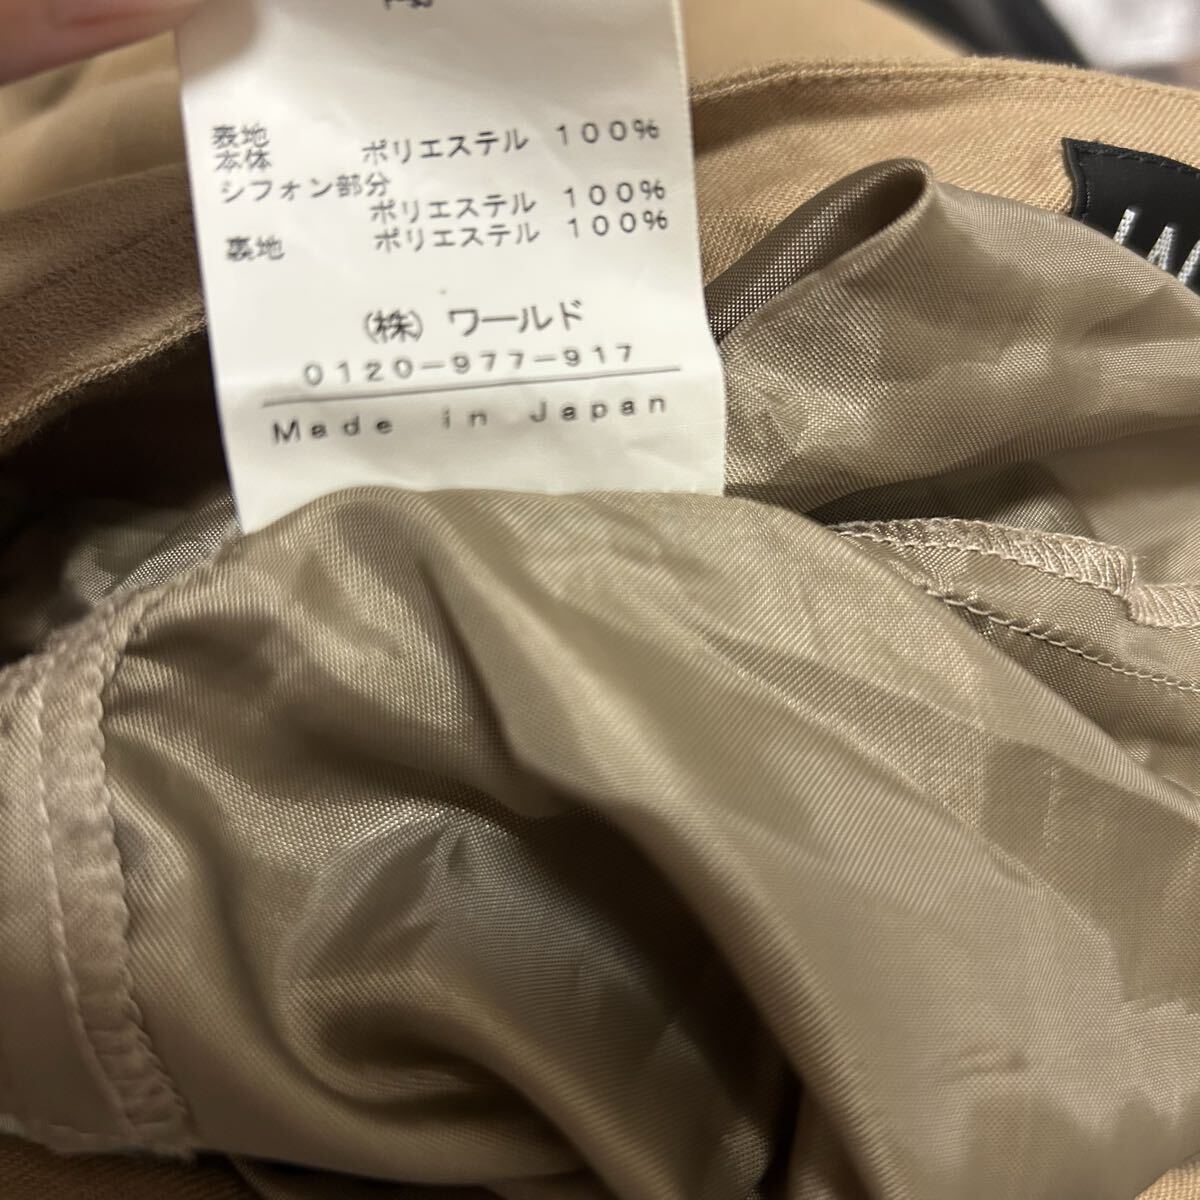 表地
本体 ポリエステル 100%
シフォン部分
ポリエステル 100%
裏地 ポリエステル 100%
(株) ワールド
0120-977-917
Made in Japan